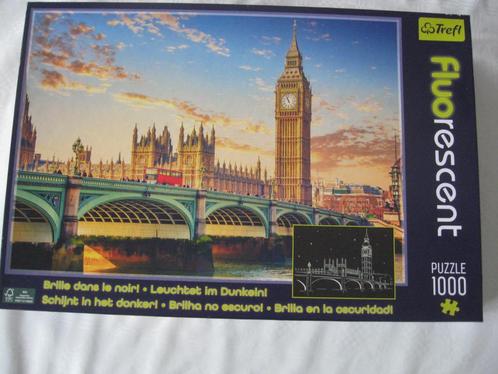 Trefl
fluorescent
PUZZLE
1000
Brille dans le noir! • Leuchtet im Dunkeln!
Schijnt in het donker! • Brilha no escuro! • Brilla en la oscuridad!